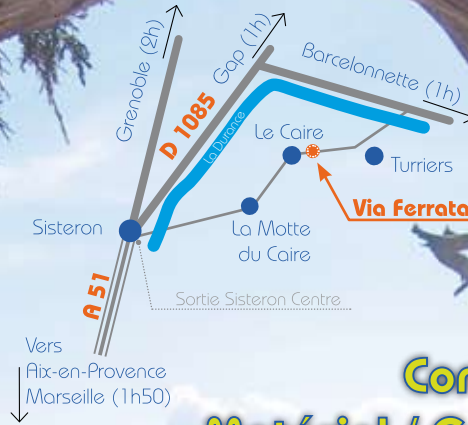 Grenoble (2h)
Gap (1h)
D 1085
Barcelonnette (1h)
La Durance
Le Caire
Turriers
Via Ferrata
Sisteron
La Motte
du Caire
A 51
Sortie Sisteron Centre
Vers
Aix-en-Provence
Marseille (1h50)